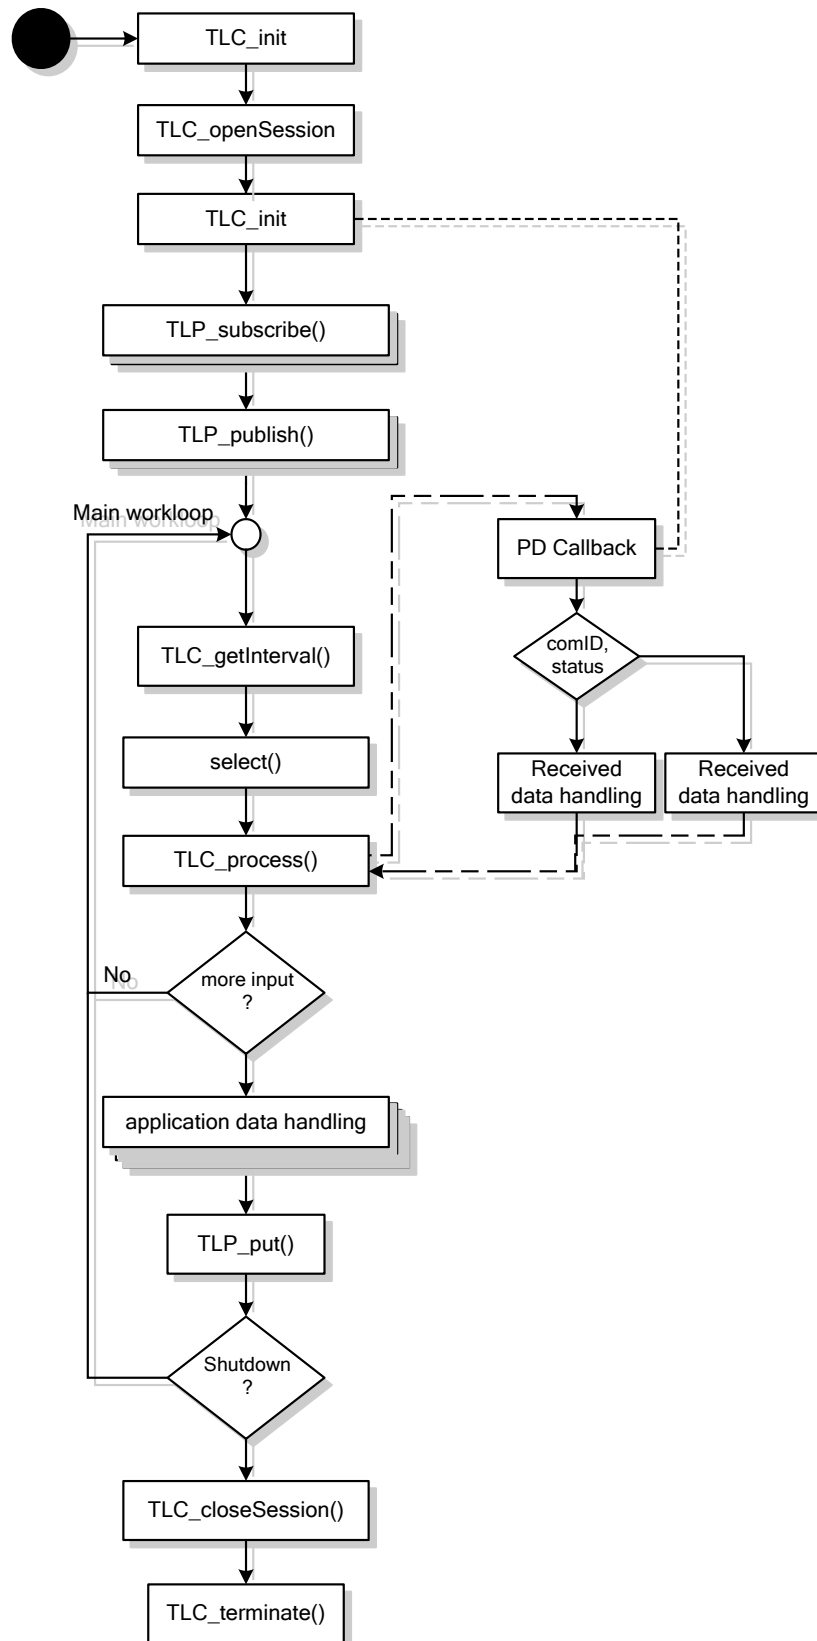 TLC_init
TLC_openSession
TLC_init
TLP_subscribe()
TLP_publish()
Main workloop
PD Callback
comID,
status
TLC_getInterval()
select()
Received
data handling
Received
data handling
TLC_process()
more input
?
No
application data handling
TLP_put()
Shutdown
?
TLC_closeSession()
TLC_terminate()